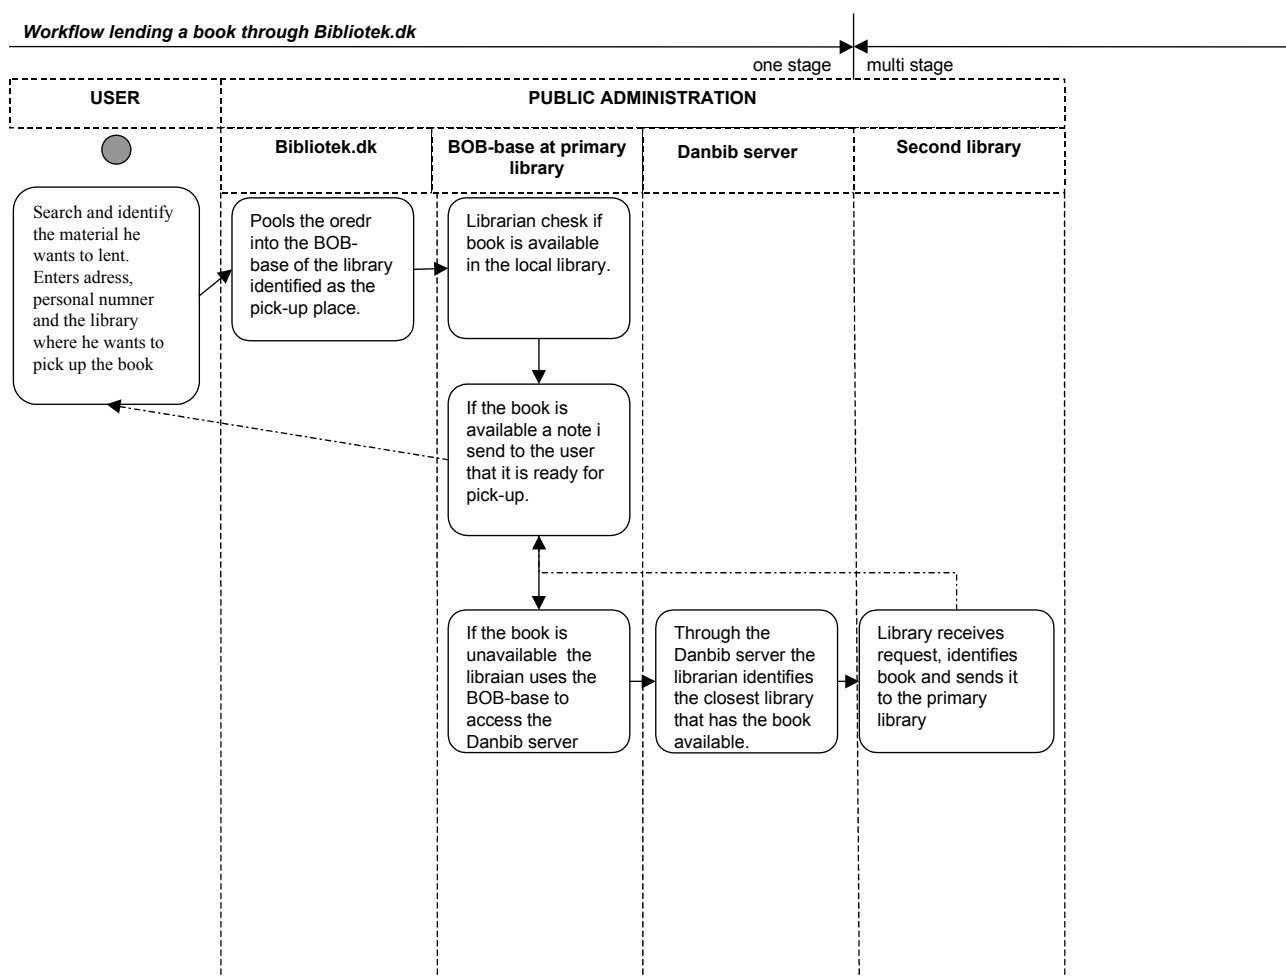 Workflow lending a book through Bibliotek.dk
one stage
multi stage
USER
PUBLIC ADMINISTRATION
Bibliotek.dk
BOB-base at primary
library
Danbib server
Second library
Search and identify
the material he
wants to lent.
Enters adress,
personal numner
and the library
where he wants to
pick up the book
Pools the oredr
into the BOB-
base of the library
identified as the
pick-up place.
Librarian chesk if
book is available
in the local library.
If the book is
available a note i
send to the user
that it is ready for
pick-up.
If the book is
unavailable the
libraian uses the
BOB-base to
access the
Danbib server
Through the
Danbib server the
librarian identifies
the closest library
that has the book
available.
Library receives
request, identifies
book and sends it
to the primary
library